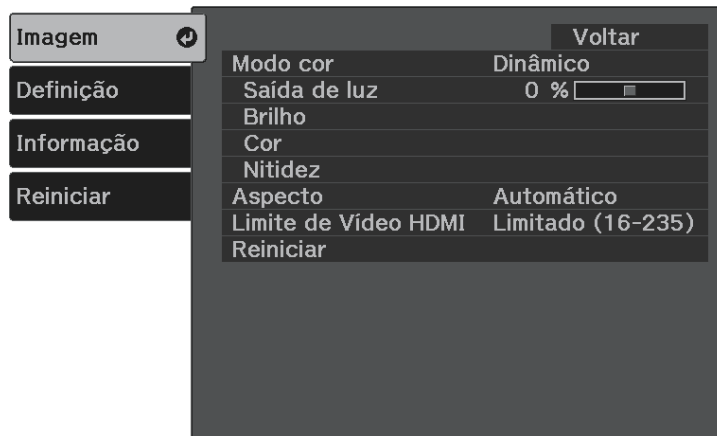 Imagem
Definição
Informação
Reiniciar
Voltar
Modo cor Dinâmico
Saída de luz 0 %
Brilho
Cor
Nitidez
Aspecto Automático
Limite de Vídeo HDMI Limitado (16-235)
Reiniciar